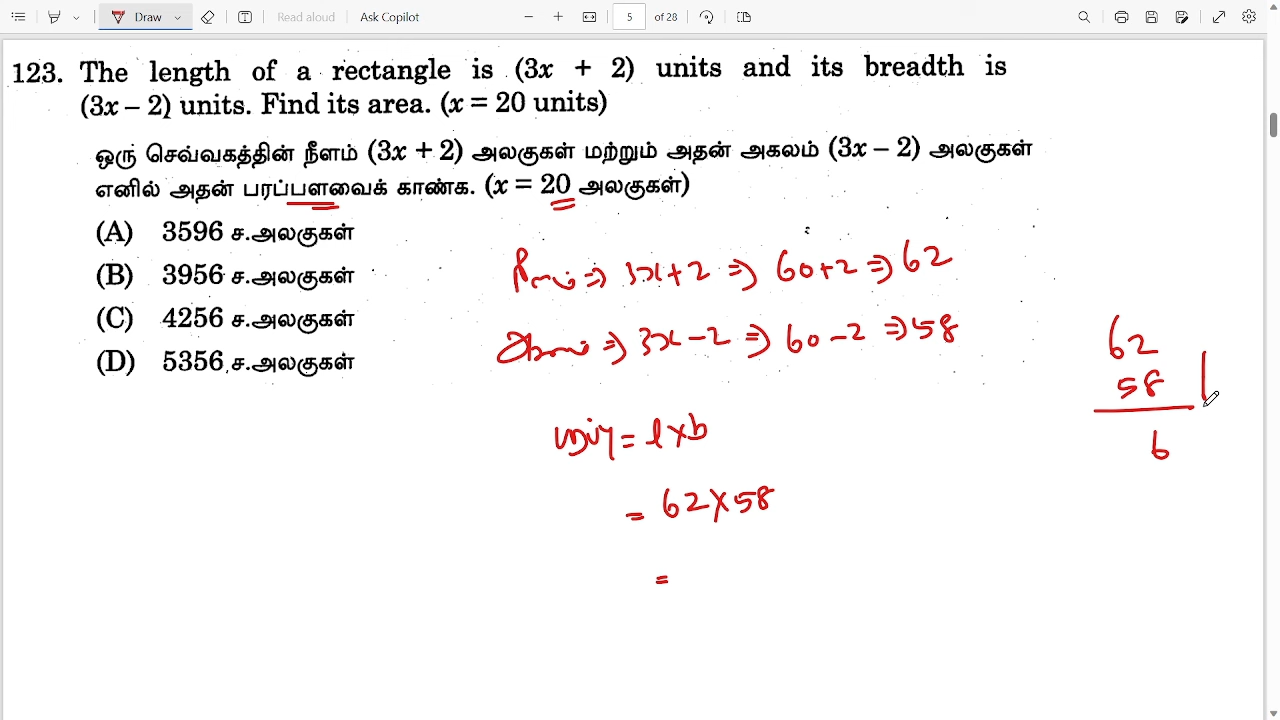 Draw
Read aloud
Ask Copilot
5 of 28
123. The length of a rectangle is (3x + 2) units and its breadth is
(3x – 2) units. Find its area. (x = 20 units)
ஒரு செவ்வகத்தின் நீளம் (3x + 2) அலகுகள் மற்றும் அதன் அகலம் (3x – 2) அலகுகள்
எனில் அதன் பரப்பளவைக் காண்க. (x = 20 அலகுகள்)
(A) 3596 ச.அலகுகள்
(B) 3956 ச.அலகுகள்
(C) 4256 ச.அலகுகள்
(D) 5356 ச.அலகுகள்
நீளம் ⇒ 3x+2 ⇒ 60+2 ⇒ 62
அகலம் ⇒ 3x-2 ⇒ 60-2 ⇒ 58
= l×b
= 62×58
=
62
58
6